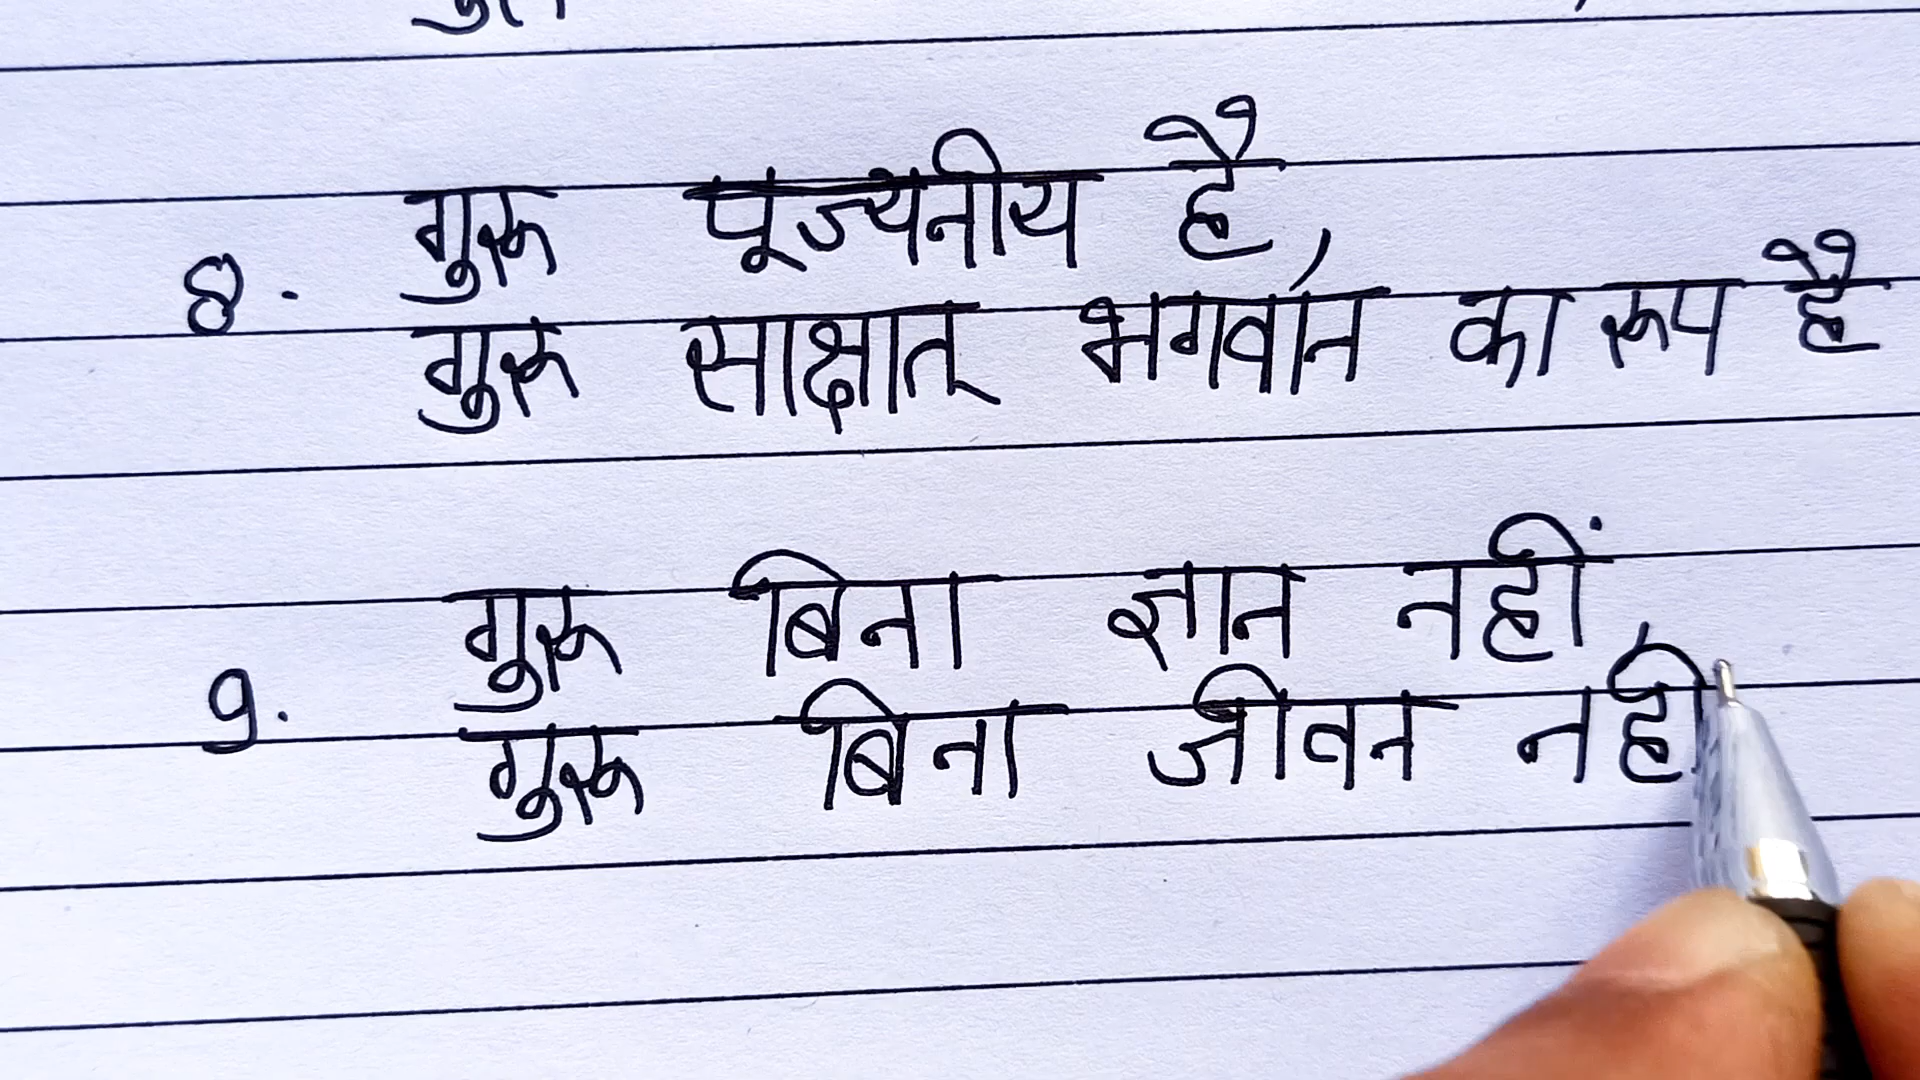 गुरू पूज्यनीय है,
8.
गुरू साक्षात् भगवान का रूप है
गुरू बिना ज्ञान नहीं,
9.
गुरू बिना जीवन नही